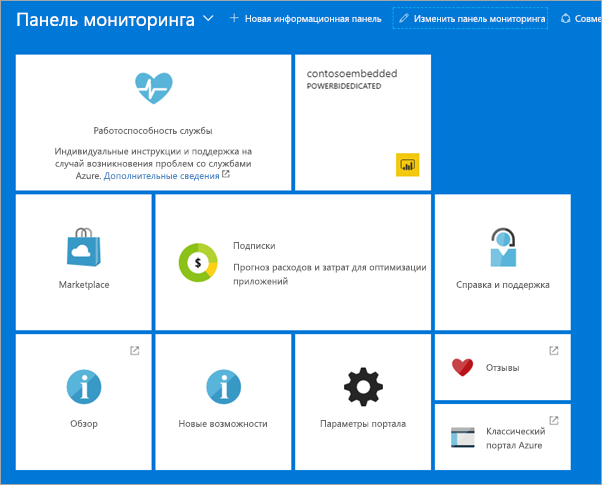 Панель мониторинга
Новая информационная панель
Изменить панель мониторинга
Совме
Работоспособность службы
Индивидуальные инструкции и поддержка на
случай возникновения проблем со службами
Azure. Дополнительные сведения
contosoembedded
POWERBIDEDICATED
Marketplace
Подписки
Прогноз расходов и затрат для оптимизации
приложений
Справка и поддержка
Обзор
Новые возможности
Параметры портала
Отзывы
Классический
портал Azure